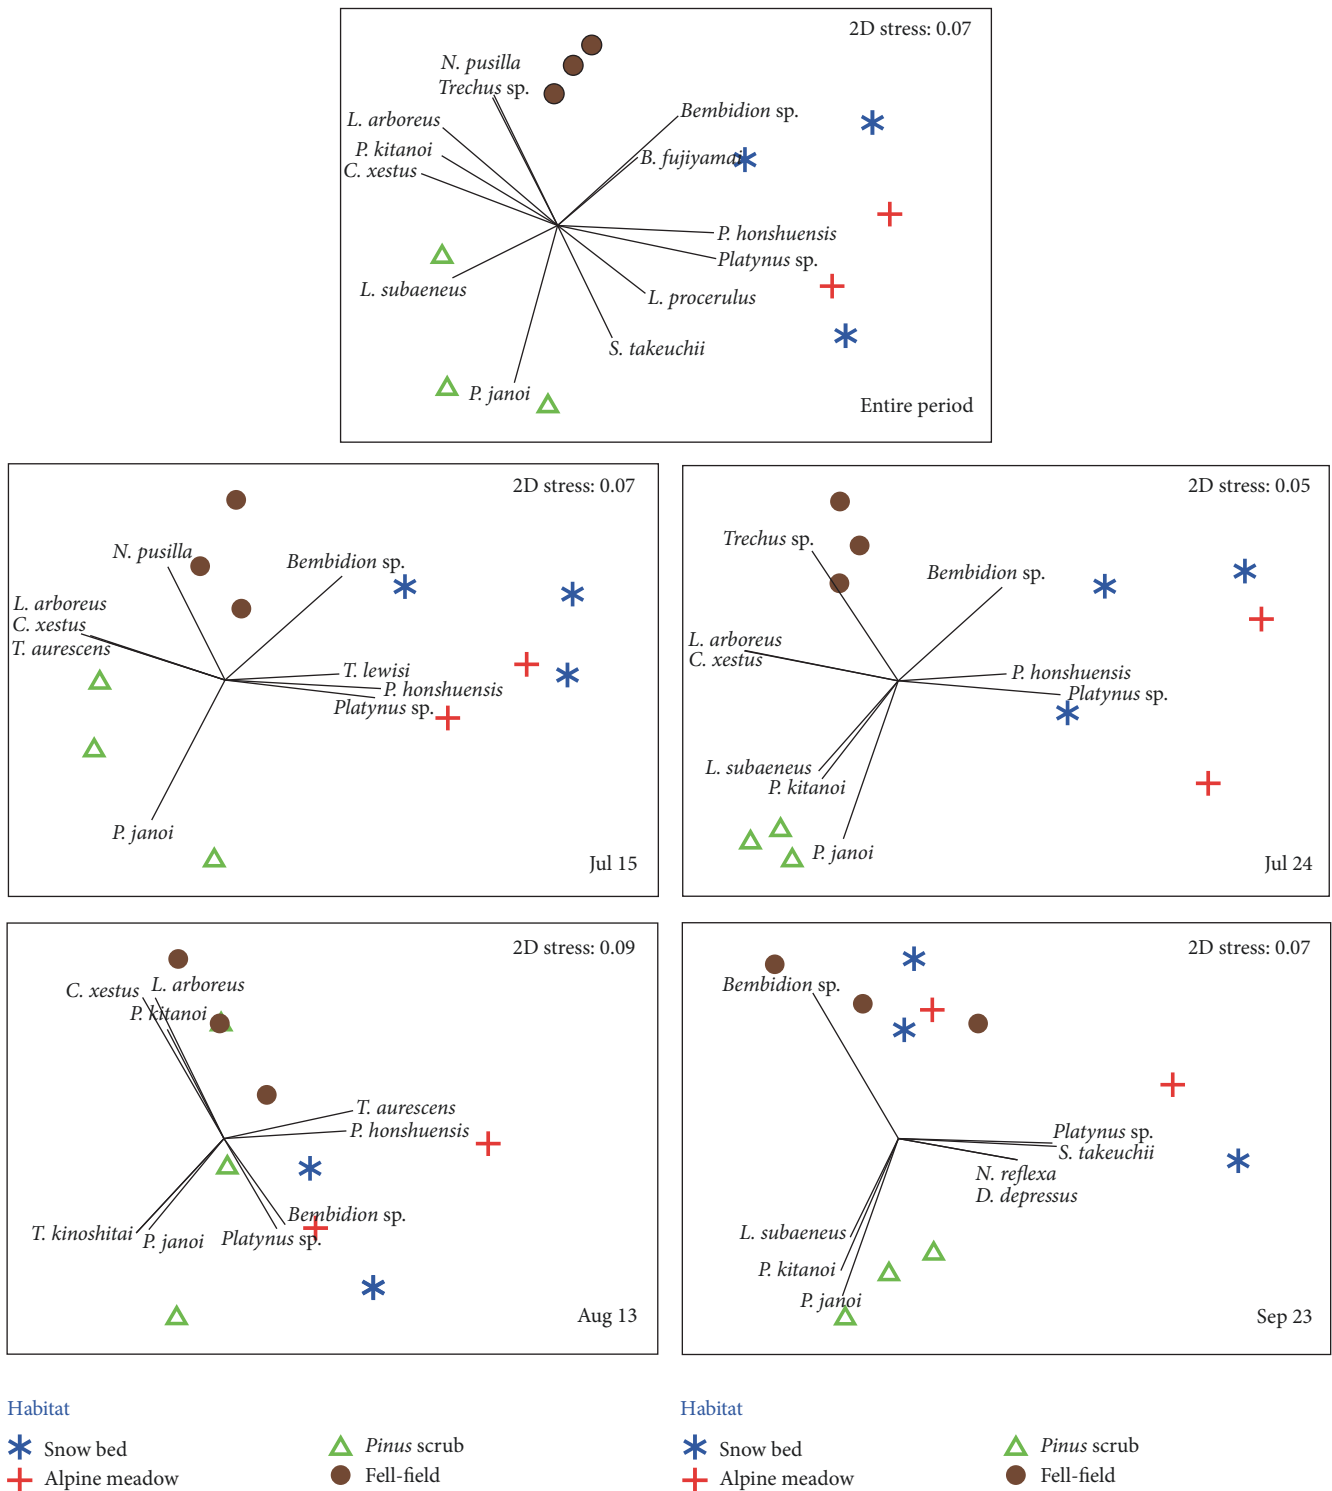 2D stress: 0.07
N. pusilla
Trechus sp.
L. arboreus
P. kitanoi
C. xestus
Bembidion sp.
B. fujiyamai
P. honshuensis
Platynus sp.
L. subaeneus
L. procerulus
S. takeuchii
P. janoi
Entire period
2D stress: 0.07
N. pusilla
Bembidion sp.
L. arboreus
C. xestus
T. aurescens
T. lewisi
P. honshuensis
Platynus sp.
P. janoi
Jul 15
2D stress: 0.05
Trechus sp.
Bembidion sp.
L. arboreus
C. xestus
P. honshuensis
Platynus sp.
L. subaeneus
P. kitanoi
P. janoi
Jul 24
2D stress: 0.09
C. xestus
L. arboreus
P. kitanoi
T. aurescens
P. honshuensis
T. kinoshitai
P. janoi
Bembidion sp.
Platynus sp.
Aug 13
2D stress: 0.07
Bembidion sp.
Platynus sp.
S. takeuchii
N. reflexa
D. depressus
L. subaeneus
P. kitanoi
P. janoi
Sep 23
Habitat
Snow bed
Alpine meadow
Pinus scrub
Fell-field
Habitat
Snow bed
Alpine meadow
Pinus scrub
Fell-field